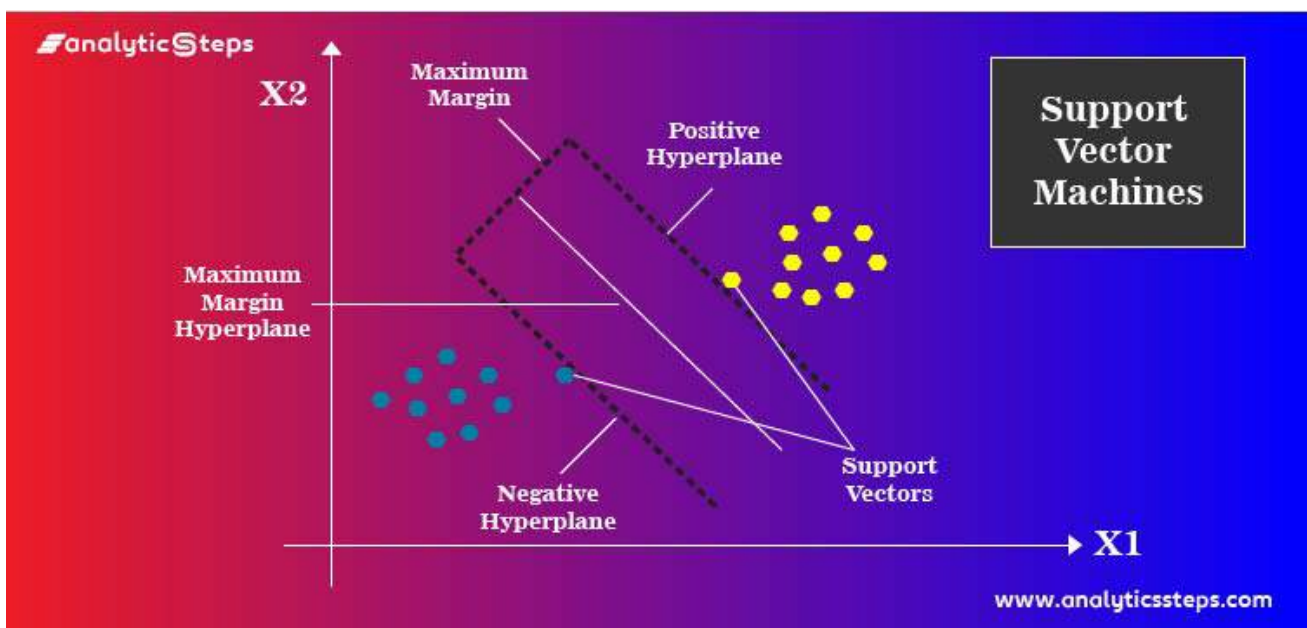 analyticSteps
X2
Maximum
Margin
Positive
Hyperplane
Support
Vector
Machines
Maximum
Margin
Hyperplane
Support
Vectors
Negative
Hyperplane
X1
www.analyticssteps.com